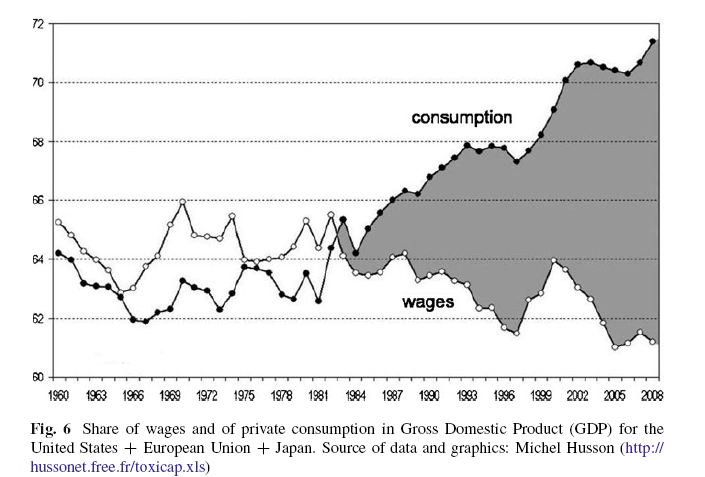 72
70
consumption
68
66
64
wages
62
60
1960 1963 1966 1969 1972 1975 1978 1981 1984 1987 1990 1993 1996 1999 2002 2005 2008
Fig. 6 Share of wages and of private consumption in Gross Domestic Product (GDP) for the
United States + European Union + Japan. Source of data and graphics: Michel Husson (http://
hussonet.free.fr/toxicap.xls)